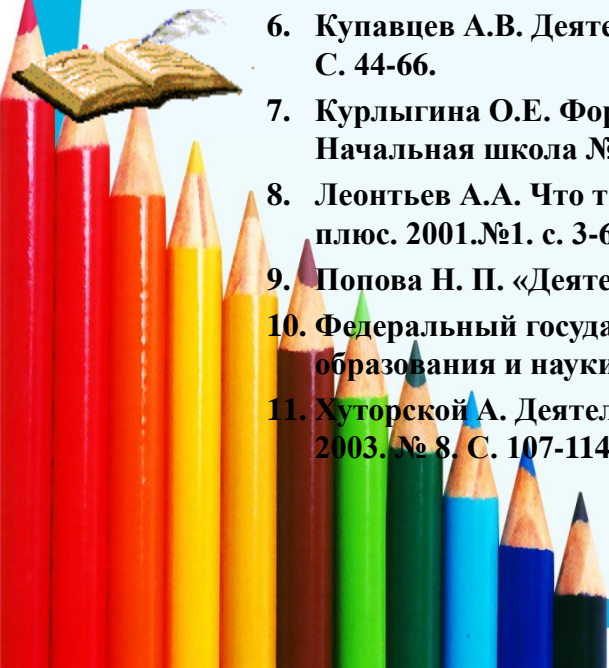 6. Купавцев А.В. Деяте
С. 44-66.
7. Курлыгина О.Е. Фор
Начальная школа №
8. Леонтьев А.А. Что т
плюс. 2001.№1. с. 3-6
9. Попова Н. П. «Деяте
10. Федеральный госуда
образования и науки
11. Хуторской А. Деятел
2003. № 8. С. 107-114